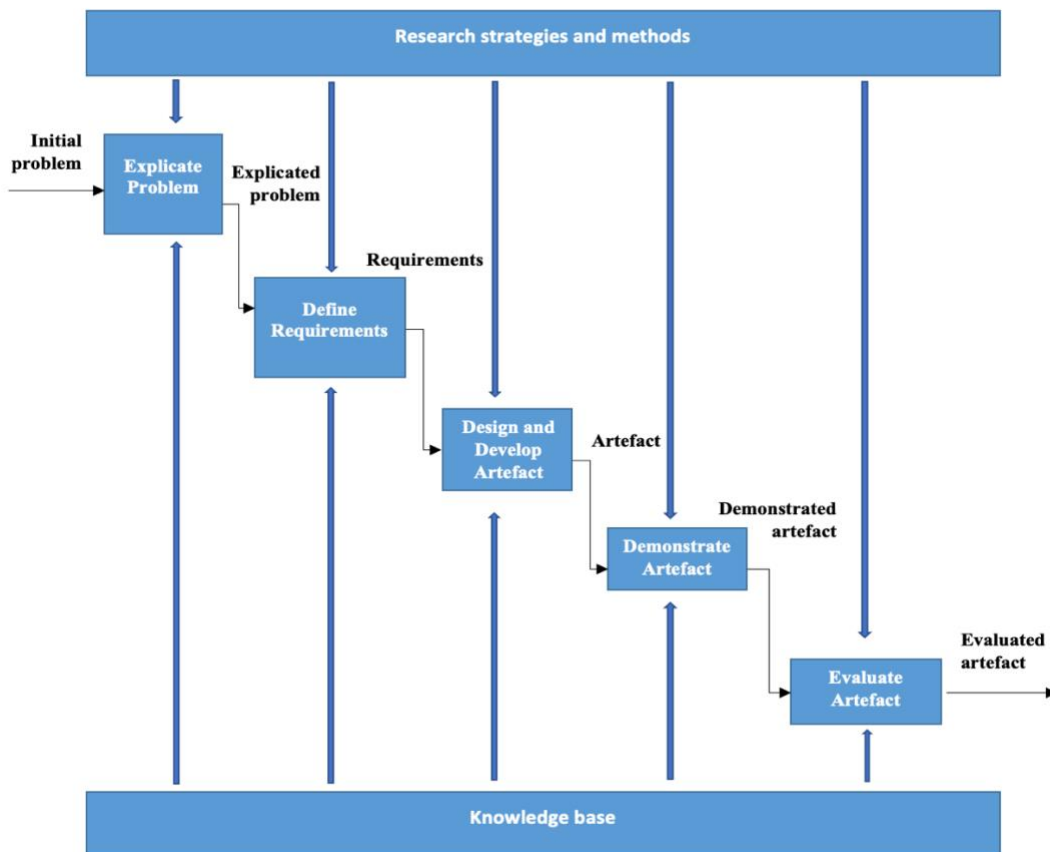 Research strategies and methods
Initial
problem
Explicate
Problem
Explicated
problem
Requirements
Define
Requirements
Design and
Develop
Artefact
Artefact
Demonstrated
artefact
Demonstrate
Artefact
Evaluated
artefact
Evaluate
Artefact
Knowledge base